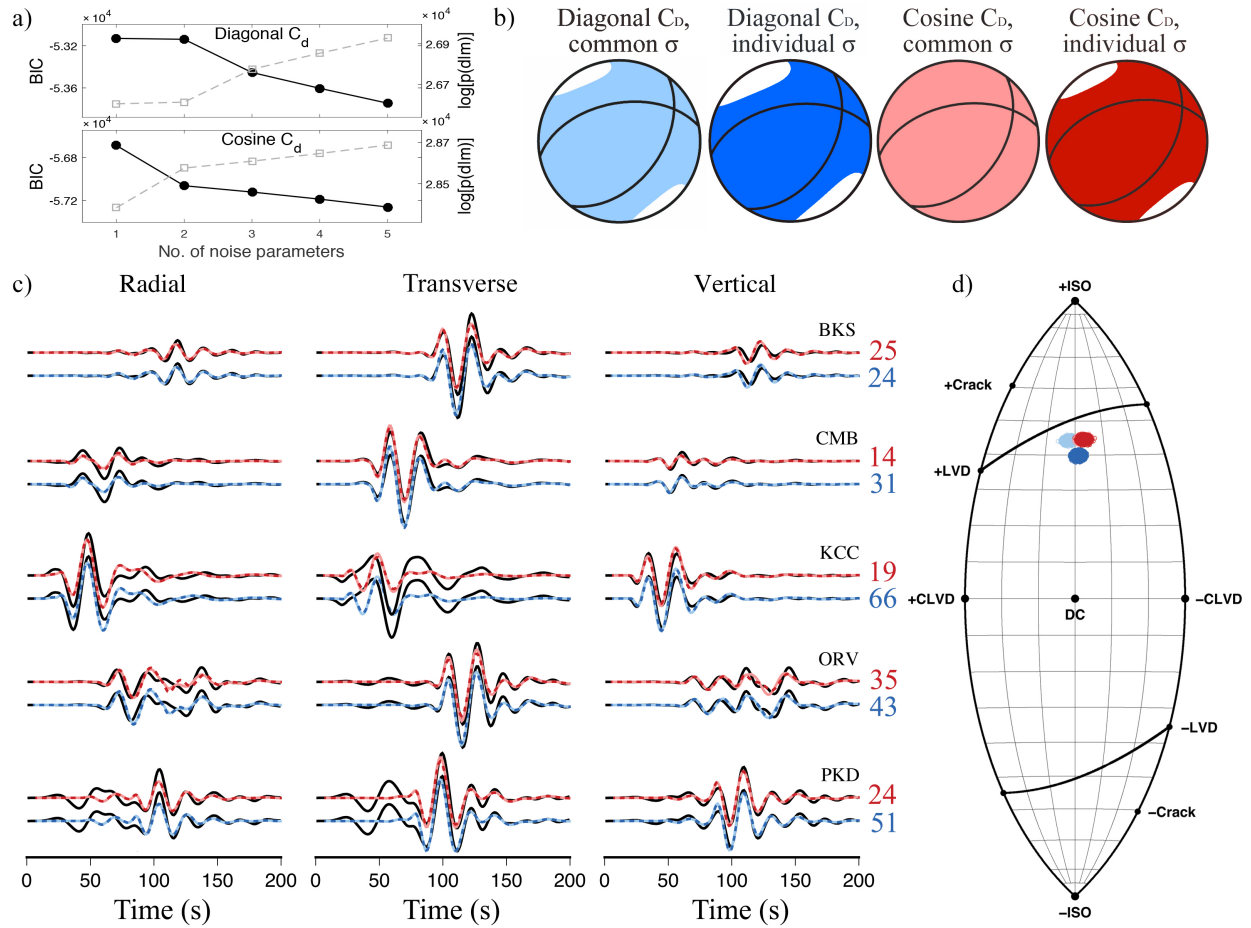 a)
× 10⁴
Diagonal C_d
× 10⁴
BIC
-5.32
-5.36
2.69
2.67
log[p(d|m)]
× 10⁴
Cosine C_d
× 10⁴
BIC
-5.68
-5.72
2.87
2.85
log[p(d|m)]
1 2 3 4 5
No. of noise parameters
b)
Diagonal C_D,
common σ
Diagonal C_D,
individual σ
Cosine C_D,
common σ
Cosine C_D,
individual σ
c)
Radial Transverse Vertical
BKS
25
24
CMB
14
31
KCC
19
66
ORV
35
43
PKD
24
51
0 50 100 150 200
0 50 100 150 200
0 50 100 150 200
Time (s) Time (s) Time (s)
d)
+ISO
+Crack
+LVD
+CLVD
DC
−CLVD
−LVD
−Crack
−ISO